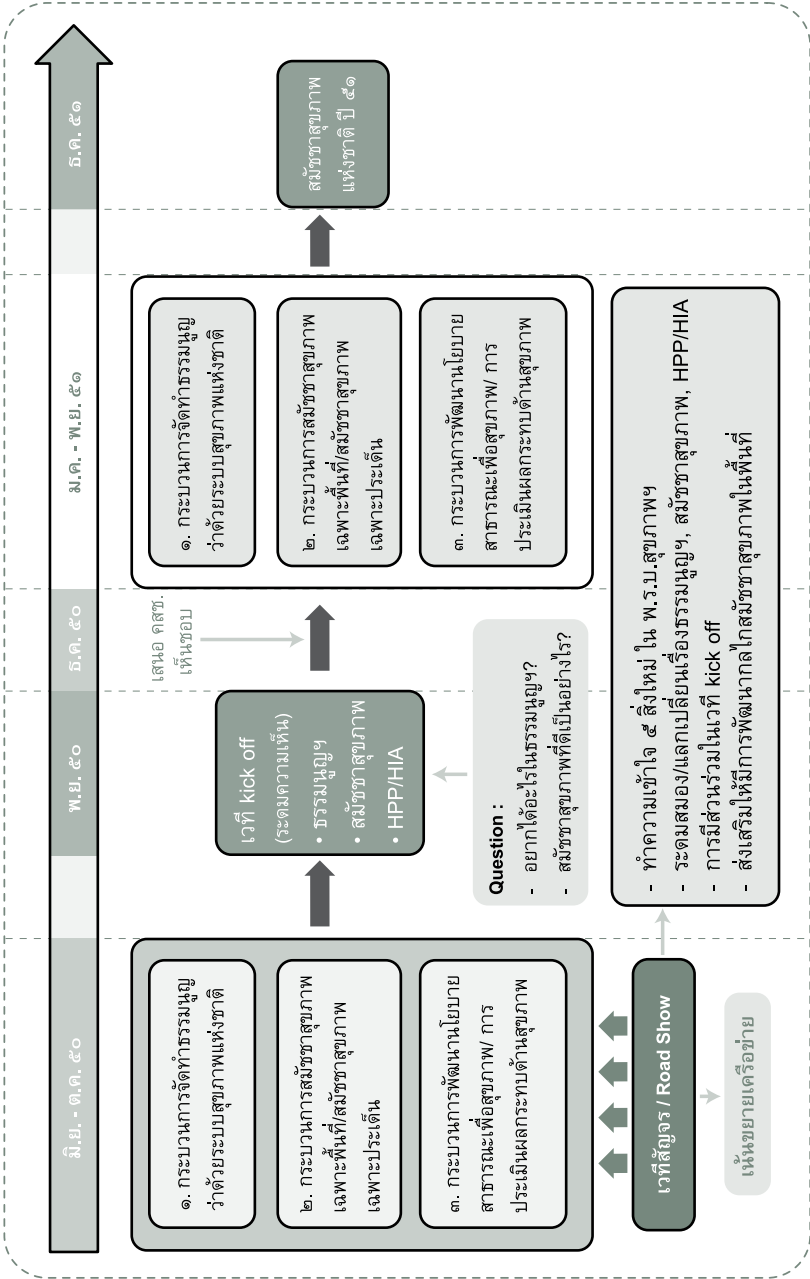 มิ.ย. - ต.ค. ๕๐
พ.ย. ๕๐
ธ.ค. ๕๐
ม.ค. - พ.ย. ๕๑
ธ.ค. ๕๑
๑. กระบวนการจัดทำธรรมนูญ
ว่าด้วยระบบสุขภาพแห่งชาติ
๒. กระบวนการสมัชชาสุขภาพ
เฉพาะพื้นที่/สมัชชาสุขภาพ
เฉพาะประเด็น
๓. กระบวนการพัฒนานโยบาย
สาธารณะเพื่อสุขภาพ/ การ
ประเมินผลกระทบด้านสุขภาพ
เวทีสัญจร / Road Show
เน้นขยายเครือข่าย
เวที kick off
(ระดมความเห็น)
• ธรรมนูญฯ
• สมัชชาสุขภาพ
• HPP/HIA
Question :
- อยากได้อะไรในธรรมนูญฯ?
- สมัชชาสุขภาพที่ดีเป็นอย่างไร?
เสนอ คสช.
เห็นชอบ
๑. กระบวนการจัดทำธรรมนูญ
ว่าด้วยระบบสุขภาพแห่งชาติ
๒. กระบวนการสมัชชาสุขภาพ
เฉพาะพื้นที่/สมัชชาสุขภาพ
เฉพาะประเด็น
๓. กระบวนการพัฒนานโยบาย
สาธารณะเพื่อสุขภาพ/ การ
ประเมินผลกระทบด้านสุขภาพ
- ทำความเข้าใจ ๕ สิ่งใหม่ ใน พ.ร.บ.สุขภาพฯ
- ระดมสมอง/แลกเปลี่ยนเรื่องธรรมนูญฯ, สมัชชาสุขภาพ, HPP/HIA
- การมีส่วนร่วมในเวที kick off
- ส่งเสริมให้มีการพัฒนากลไกสมัชชาสุขภาพในพื้นที่
สมัชชาสุขภาพ
แห่งชาติ ปี ๕๑